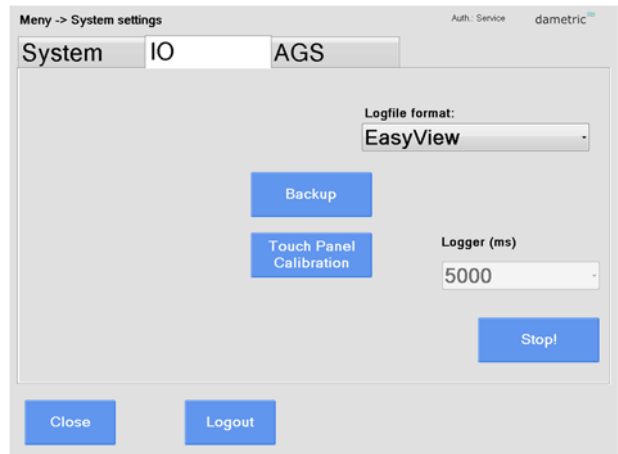 Meny -> System settings
Auth.: Service
dametric
System
IO
AGS
Logfile format:
EasyView
Backup
Touch Panel
Calibration
Logger (ms)
5000
Stop!
Close
Logout